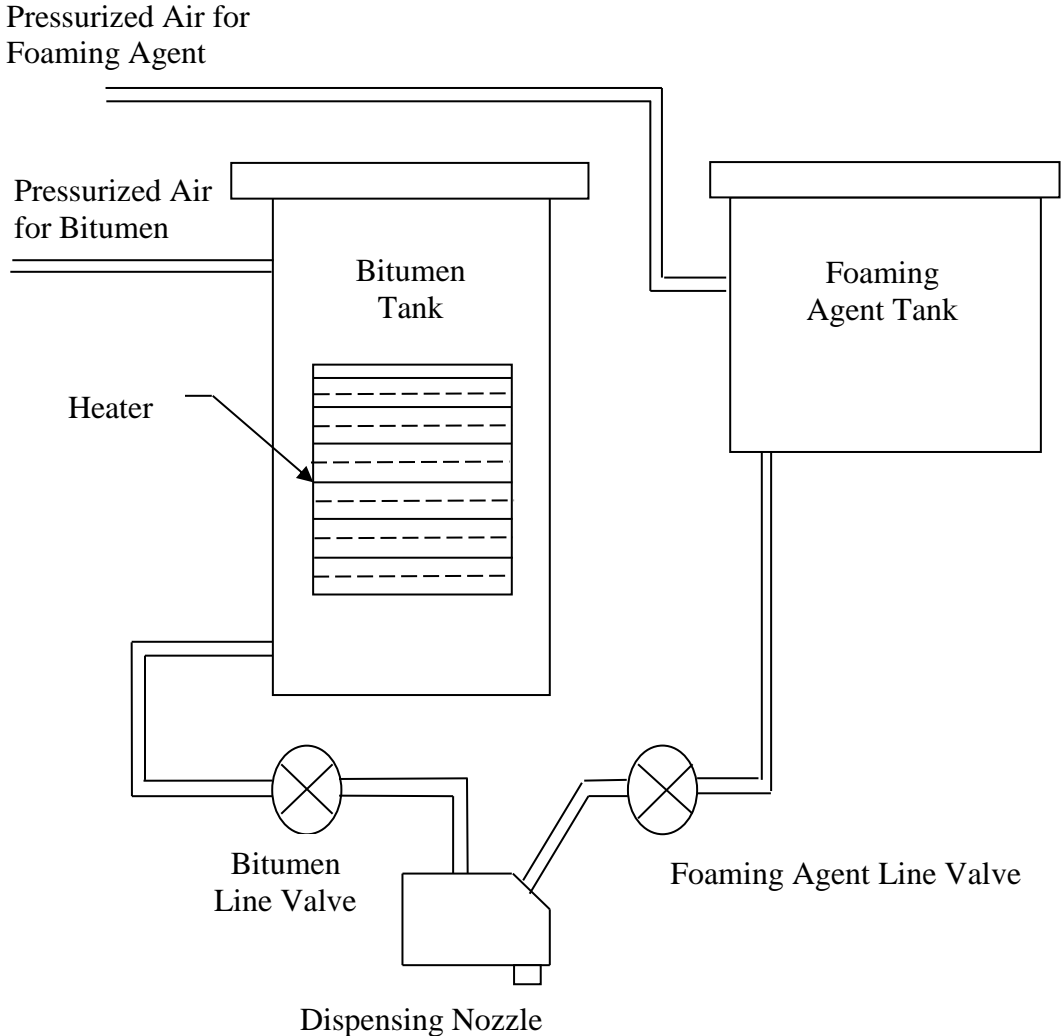 Pressurized Air for
Foaming Agent
Pressurized Air
for Bitumen
Bitumen
Tank
Foaming
Agent Tank
Heater
Bitumen
Line Valve
Foaming Agent Line Valve
Dispensing Nozzle